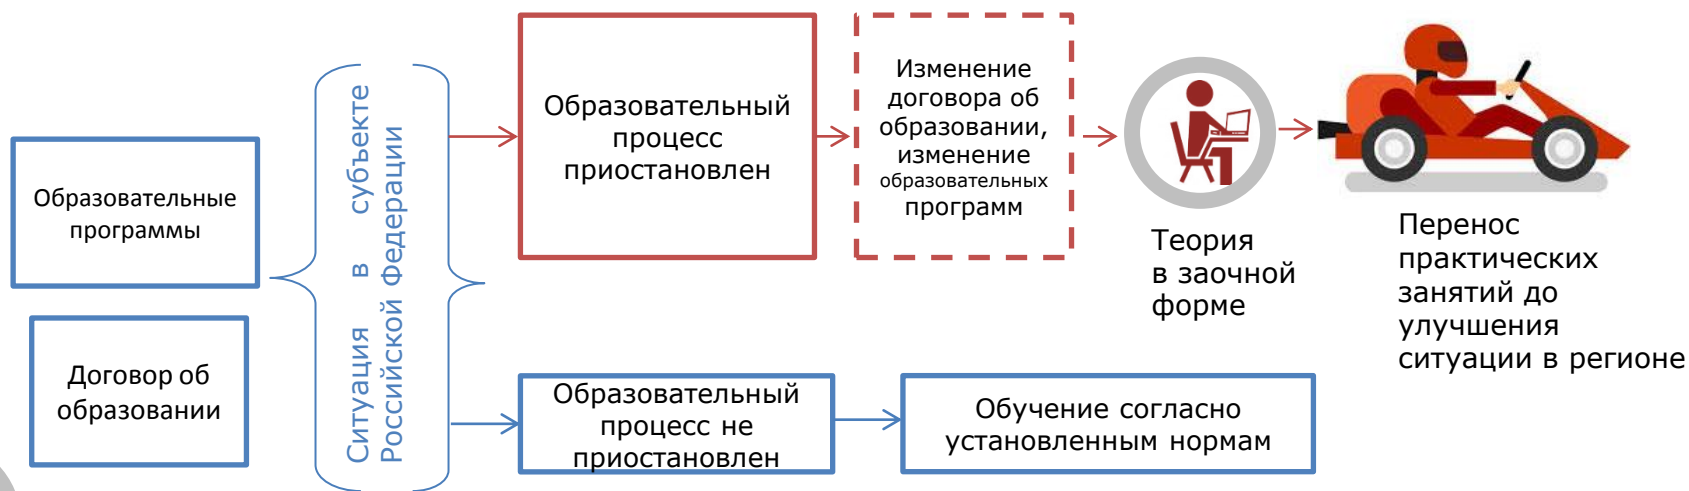 Образовательные
программы
Договор об
образовании
Ситуация в субъекте
Российской Федерации
Образовательный
процесс
приостановлен
Изменение
договора об
образовании,
изменение
образовательных
программ
Теория
в заочной
форме
Перенос
практических
занятий до
улучшения
ситуации в регионе
Образовательный
процесс не
приостановлен
Обучение согласно
установленным нормам